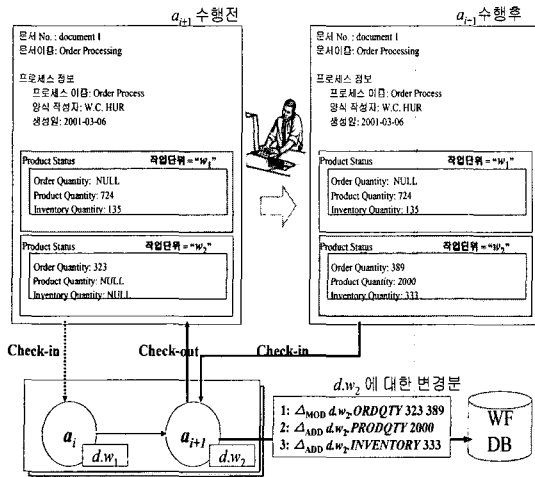 a_{i+1} 수행전
문서 No. : document 1
문서이름: Order Processing
프로세스 정보
프로세스 이름: Order Process
양식 작성자: W.C. HUR
생성일: 2001-03-06
Product Status 작업단위 = "w_1"
Order Quantity: NULL
Product Quantity: 724
Inventory Quantity: 135
Product Status 작업단위 = "w_2"
Order Quantity: 323
Product Quantity: NULL
Inventory Quantity: NULL
a_{i+1} 수행후
문서 No. : document 1
문서이름: Order Processing
프로세스 정보
프로세스 이름: Order Process
양식 작성자: W.C. HUR
생성일: 2001-03-06
Product Status 작업단위 = "w_1"
Order Quantity: NULL
Product Quantity: 724
Inventory Quantity: 135
Product Status 작업단위 = "w_2"
Order Quantity: 389
Product Quantity: 2000
Inventory Quantity: 333
Check-in
Check-out
Check-in
d.w_2 에 대한 변경분
a_i
d.w_1
a_{i+1}
d.w_2
1: Δ_MOD d.w_2.ORDQTY 323 389
2: Δ_ADD d.w_2.PRODQTY 2000
3: Δ_ADD d.w_2.INVENTORY 333
WF
DB